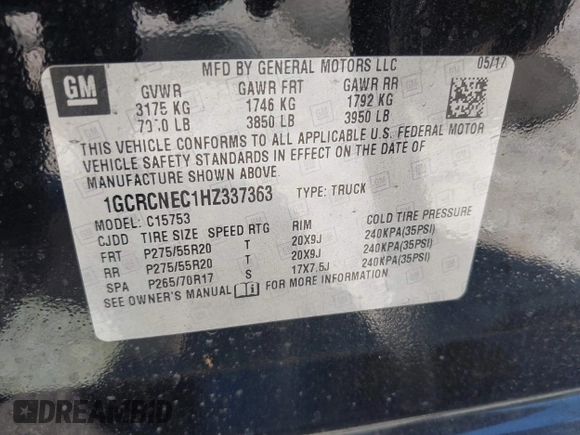 GM
MFD BY GENERAL MOTORS LLC 05/17
GVWR GAWR FRT GAWR RR
3175 KG 1746 KG 1792 KG
LB 3850 LB 3950 LB
THIS VEHICLE CONFORMS TO ALL APPLICABLE U.S. FEDERAL MOTOR
VEHICLE SAFETY STANDARDS IN EFFECT ON THE DATE OF
MANUFACTURE SHOWN ABOVE.
1GCRCNEC1HZ337363 TYPE: TRUCK
MODEL: C15753
CJDD TIRE SIZE SPEED RTG RIM COLD TIRE PRESSURE
FRT P275/55R20 T 20X9J 240KPA(35PSI)
RR P275/55R20 T 20X9J 240KPA(35PSI)
SPA P265/70R17 S 17X7.5J 240KPA(35PSI)
SEE OWNER'S MANUAL FOR MORE INFORMATION
DREAMBID